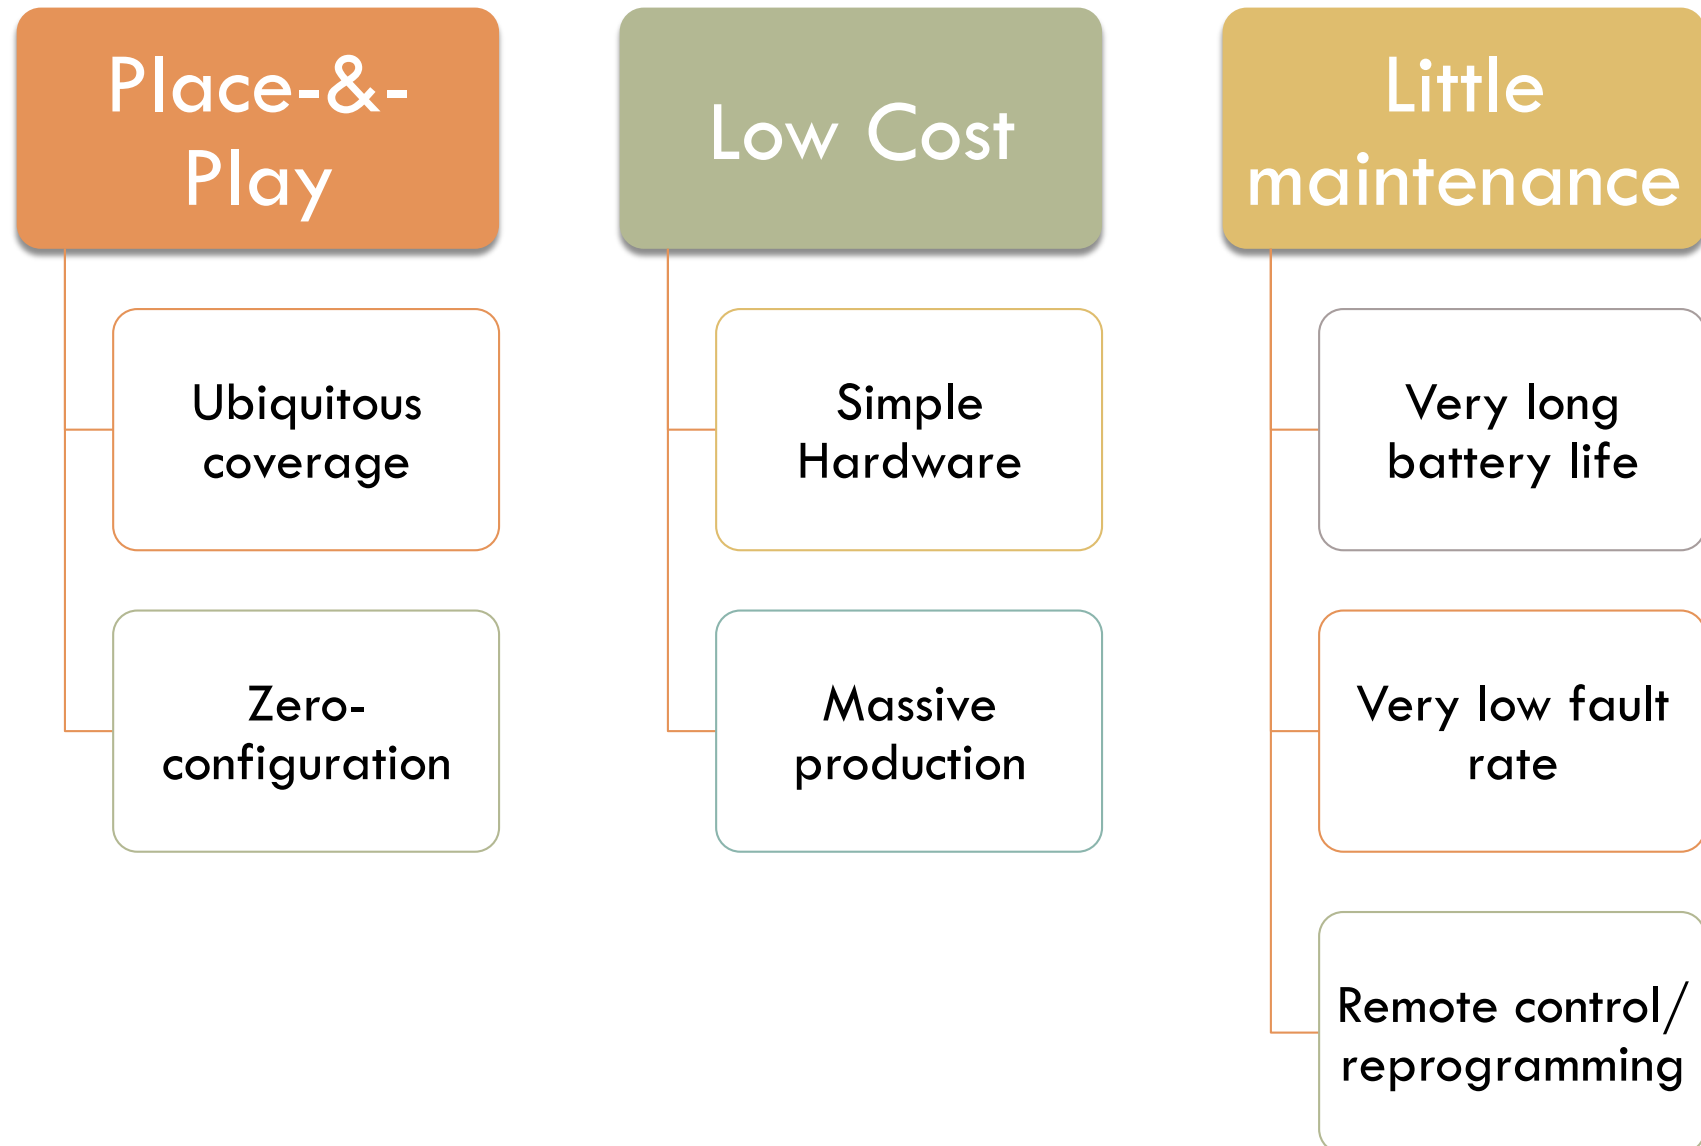 Place-&-
Play
Ubiquitous
coverage
Zero-
configuration
Low Cost
Simple
Hardware
Massive
production
Little
maintenance
Very long
battery life
Very low fault
rate
Remote control/
reprogramming